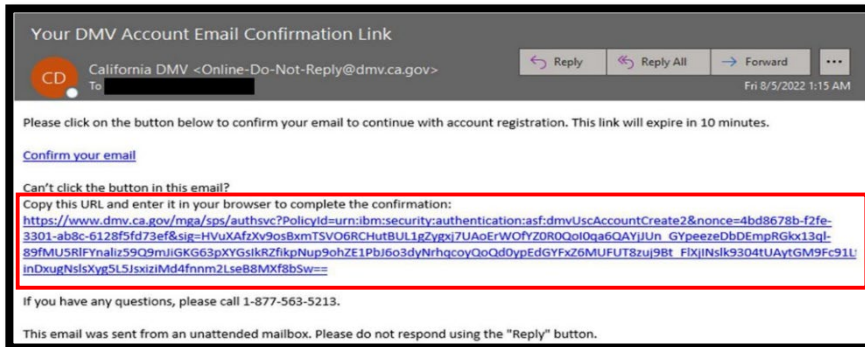 Your DMV Account Email Confirmation Link
CD
California DMV <Online-Do-Not-Reply@dmv.ca.gov>
To
Reply
Reply All
Forward
...
Fri 8/5/2022 1:15 AM
Please click on the button below to confirm your email to continue with account registration. This link will expire in 10 minutes.
Confirm your email
Can't click the button in this email?
Copy this URL and enter it in your browser to complete the confirmation:
https://www.dmv.ca.gov/mga/sps/authsvc?PolicyId=urn:ibm:security:authentication:asf:dmvUscAccountCreate2&nonce=4bd8678b-f2fe-
3301-ab8c-6128f5fd73ef&sig=HVuXAfzXv9osBxmTSVO6RCHutBUL1gZygxj7UAoErWOfYZ0R0QoI0qa6QAYjJUn_GYpeezeDbDEmpRGkx13ql-
89fMU5RlFYnaliz59Q9mJiGKG63pXYGsIkRZfikpNup9ohZE1PbJ6o3dyNrhqcoyQoQd0ypEdGYFxZ6MUFUT8zuj9Bt_FlXjINslk9304tUAytGM9Fc91L
inDxugNslsXyg5L5JsxiziMd4fnnm2LseB8MXf8bSw==
If you have any questions, please call 1-877-563-5213.
This email was sent from an unattended mailbox. Please do not respond using the "Reply" button.